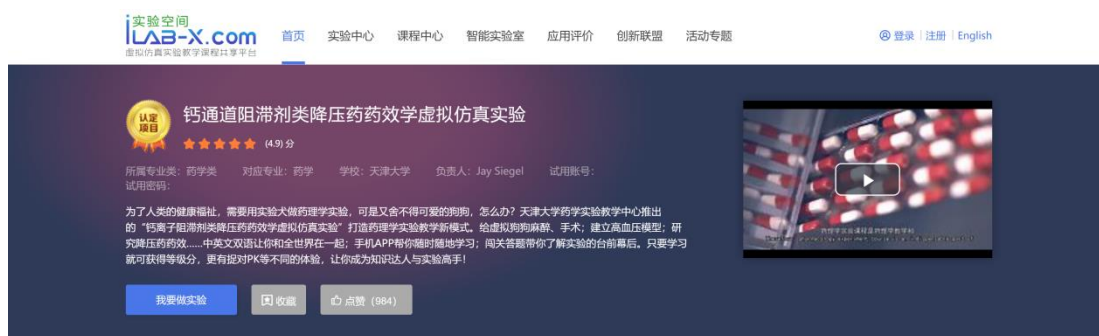 实验空间
iLAB-X.com
虚拟仿真实验教学课程共享平台
首页 实验中心 课程中心 智能实验室 应用评价 创新联盟 活动专题
登录 | 注册 | English
认定
项目
钙通道阻滞剂类降压药药效学虚拟仿真实验
(4.9) 分
所属专业类：药学类 对应专业：药学 学校：天津大学 负责人：Jay Siegel 试用账号：
试用密码：
为了人类的健康福祉，需要用实验犬做药理学实验，可是又舍不得可爱的狗狗，怎么办？天津大学药学实验教学中心推出
的“钙离子阻滞剂类降压药药效学虚拟仿真实验”打造药理学实验教学新模式。给虚拟狗狗麻醉、手术；建立高血压模型；研
究降压药药效......中英文双语让你和全世界在一起；手机APP帮你随时随地学习；闯关答题带你了解实验的台前幕后。只要学习
就可获得等级分，更有捉对PK等不同的体验，让你成为知识达人与实验高手！
我要做实验
收藏
点赞（984）
药理学实验课程是药理学教学的